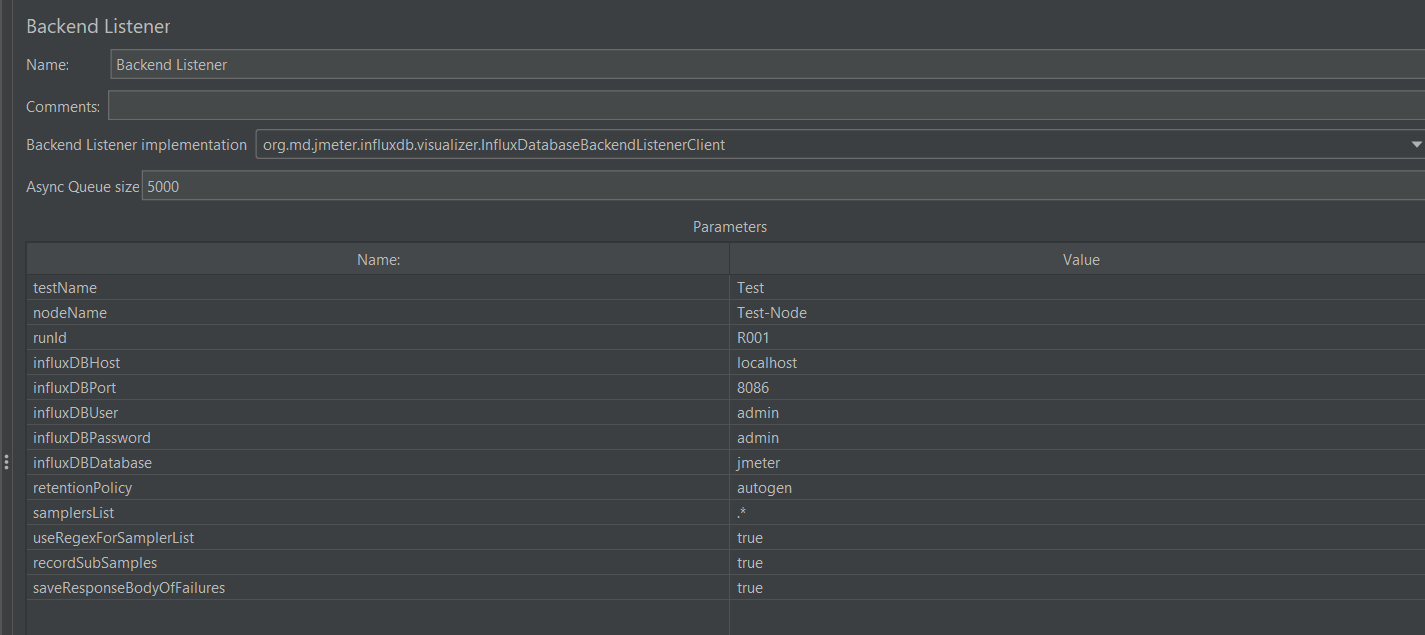 Backend Listener
Name: Backend Listener
Comments:
Backend Listener implementation org.md.jmeter.influxdb.visualizer.InfluxDatabaseBackendListenerClient
Async Queue size 5000
Parameters
Name: Value
testName Test
nodeName Test-Node
runId R001
influxDBHost localhost
influxDBPort 8086
influxDBUser admin
influxDBPassword admin
influxDBDatabase jmeter
retentionPolicy autogen
samplersList .*
useRegexForSamplerList true
recordSubSamples true
saveResponseBodyOfFailures true